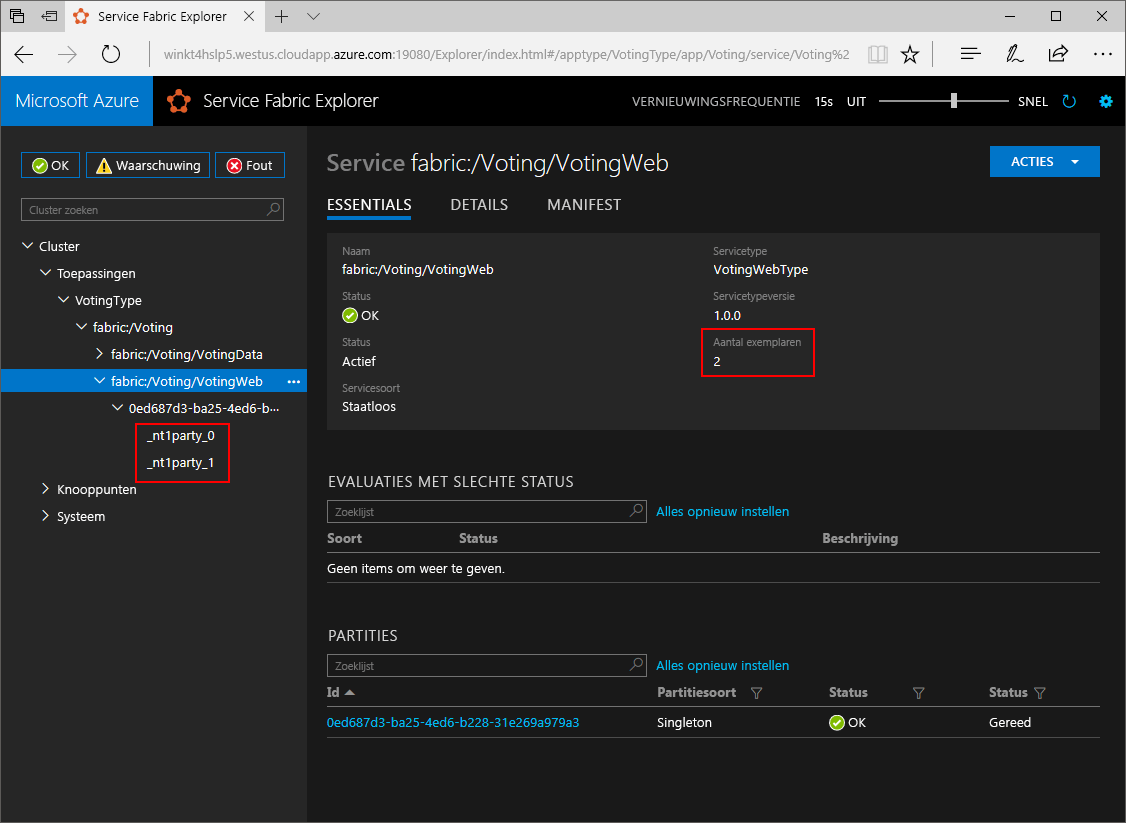 Service Fabric Explorer
winkt4hslp5.westus.cloudapp.azure.com:19080/Explorer/index.html#/apptype/VotingType/app/Voting/service/Voting%2
Microsoft Azure
Service Fabric Explorer
VERNIEUWINGSFREQUENTIE 15s UIT SNEL
OK Waarschuwing Fout
Cluster zoeken
Cluster
Toepassingen
VotingType
fabric:/Voting
fabric:/Voting/VotingData
fabric:/Voting/VotingWeb ...
0ed687d3-ba25-4ed6-b...
_nt1party_0
_nt1party_1
Knooppunten
Systeem
Service fabric:/Voting/VotingWeb
ACTIES
ESSENTIALS DETAILS MANIFEST
Naam
fabric:/Voting/VotingWeb
Status
OK
Status
Actief
Servicesoort
Staatloos
Servicetype
VotingWebType
Servicetypeversie
1.0.0
Aantal exemplaren
2
EVALUATIES MET SLECHTE STATUS
Zoeklijst Alles opnieuw instellen
Soort Status Beschrijving
Geen items om weer te geven.
PARTITIES
Zoeklijst Alles opnieuw instellen
Id Partitiesoort Status Status
0ed687d3-ba25-4ed6-b228-31e269a979a3 Singleton OK Gereed